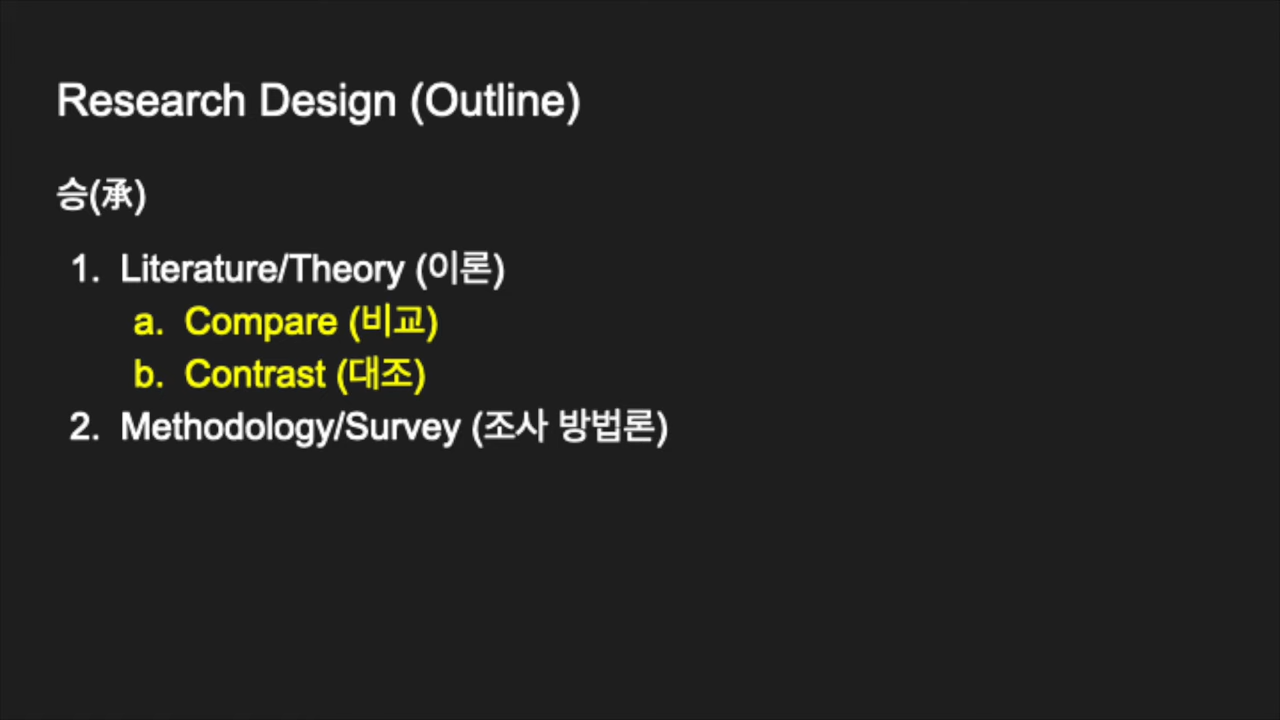 Research Design (Outline)
승(承)
1. Literature/Theory (이론)
a. Compare (비교)
b. Contrast (대조)
2. Methodology/Survey (조사 방법론)